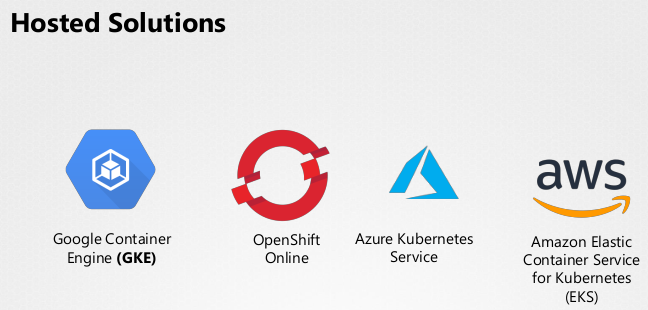 Hosted Solutions
Google Container
Engine (GKE)
OpenShift
Online
Azure Kubernetes
Service
aws
Amazon Elastic
Container Service
for Kubernetes
(EKS)